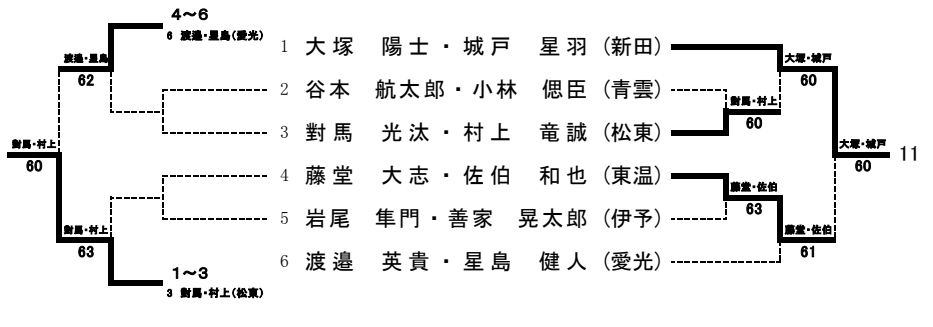 4～6
6 渡邉・星島(愛光)
渡邉・星島
62
對馬・村上
60
對馬・村上
63
1～3
3 對馬・村上(松東)
1 大塚 陽士・城戸 星羽 (新田)
2 谷本 航太郎・小林 偲臣 (青雲)
3 對馬 光汰・村上 竜誠 (松東)
4 藤堂 大志・佐伯 和也 (東温)
5 岩尾 隼門・善家 晃太郎 (伊予)
6 渡邉 英貴・星島 健人 (愛光)
大塚・城戸
60
對馬・村上
60
大塚・城戸
60
11
藤堂・佐伯
63
藤堂・佐伯
61